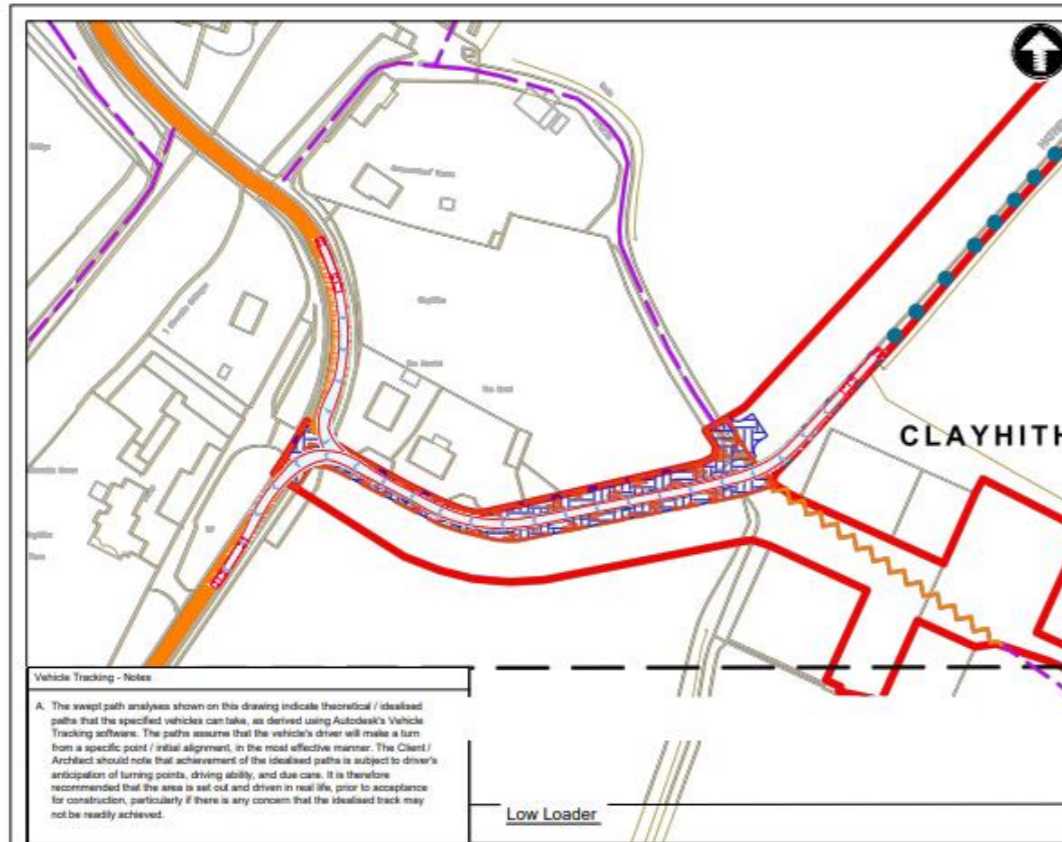 CLAYHITH
Vehicle Tracking - Notes
A. The swept path analyses shown on this drawing indicate theoretical / idealised
paths that the specified vehicles can take, as derived using Autodesk's Vehicle
Tracking software. The paths assume that the vehicle's driver will make a turn
from a specific point / initial alignment, in the most effective manner. The Client /
Architect should note that achievement of the idealised paths is subject to driver's
anticipation of turning points, driving ability, and due care. It is therefore
recommended that the area is set out and driven in real life, prior to acceptance
for construction, particularly if there is any concern that the idealised track may
not be readily achieved.
Low Loader